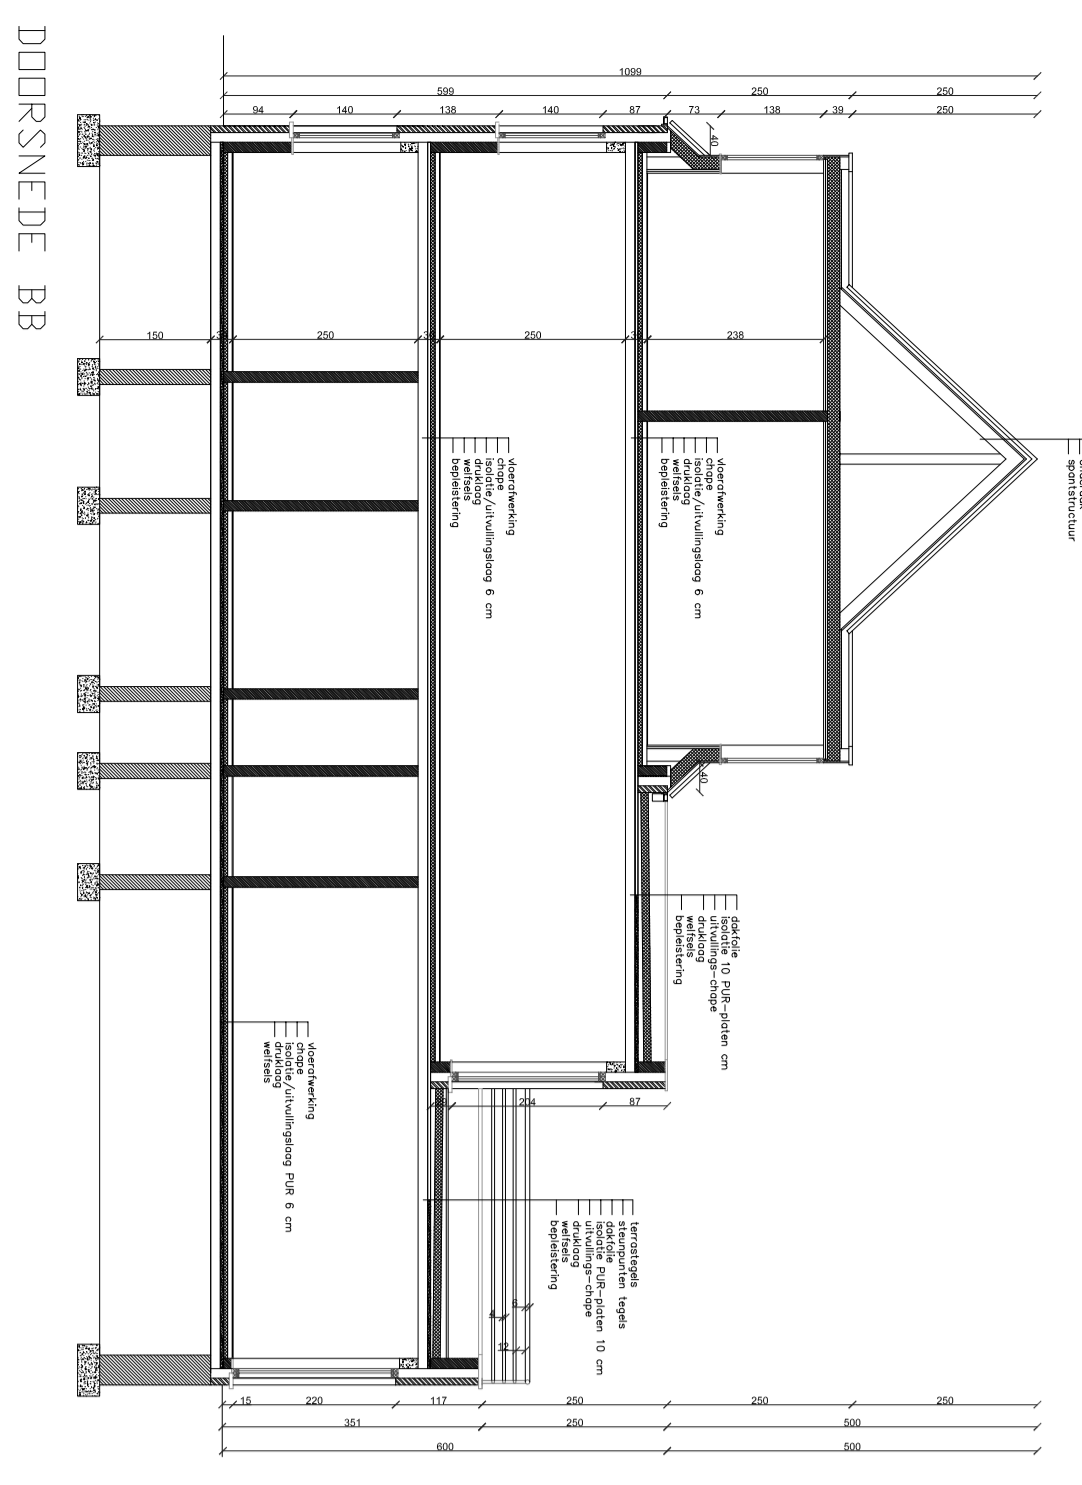 DOORSNEDE BB
1099
599
250
250
94
140
138
140
87
73
138
39
250
40
40
150
250
250
238
spantstructuur
vloerafwerking
chape
isolatie/uitvullingslaag 6 cm
druklaag
welfsels
bepleistering
vloerafwerking
chape
isolatie/uitvullingslaag 6 cm
druklaag
welfsels
bepleistering
dakfolie
isolatie 10 PUR-platen cm
uitvullings-chape
druklaag
welfsels
bepleistering
vloerafwerking
chape
isolatie/uitvullingslaag PUR 6 cm
druklaag
welfsels
204
87
terrastegels
steunpunten tegels
dakfolie
isolatie PUR-platen 10 cm
uitvullings-chape
druklaag
welfsels
bepleistering
6
4
12
15
220
117
250
250
250
351
250
500
600
500